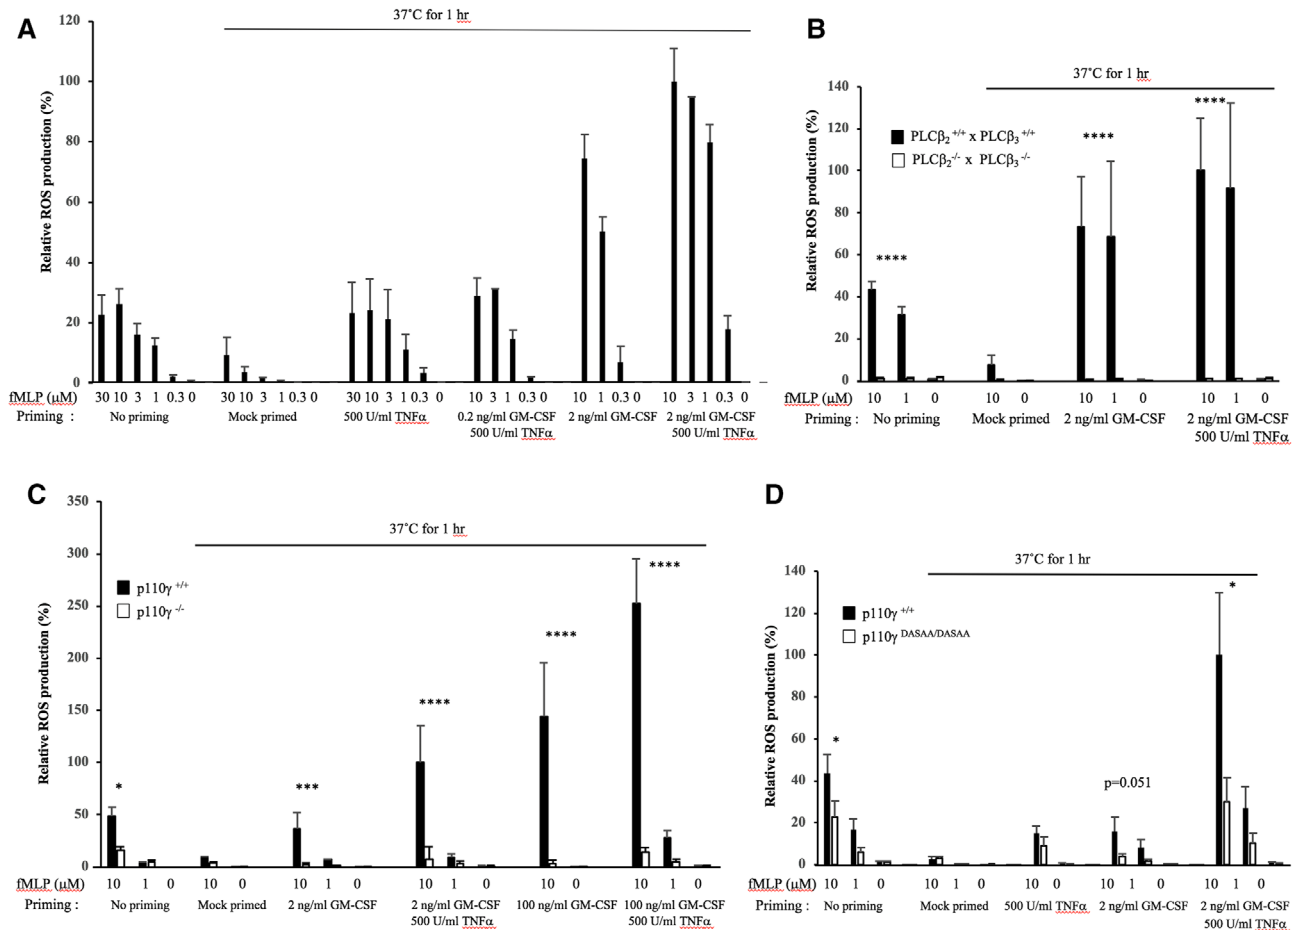 A
37˚C for 1 hr
Relative ROS production (%)
120
100
80
60
40
20
0
fMLP (μM) 30 10 3 1 0.3 0 30 10 3 1 0.3 0 30 10 3 1 0.3 0 10 3 1 0.3 0 10 1 0.3 0 10 3 1 0.3 0
Priming : No priming Mock primed 500 U/ml TNFα 0.2 ng/ml GM-CSF 2 ng/ml GM-CSF 2 ng/ml GM-CSF
500 U/ml TNFα 500 U/ml TNFα
B
37˚C for 1 hr
Relative ROS production (%)
140
120
100
80
60
40
20
0
PLCβ2 +/+ x PLCβ3 +/+
PLCβ2 -/- x PLCβ3 -/-
****
****
****
fMLP (μM) 10 1 0 10 0 10 1 0 10 1 0
Priming : No priming Mock primed 2 ng/ml GM-CSF 2 ng/ml GM-CSF
500 U/ml TNFα
C
37˚C for 1 hr
Relative ROS production (%)
350
300
250
200
150
100
50
0
p110γ +/+
p110γ -/-
*
***
****
****
****
fMLP (μM) 10 1 0 10 0 10 1 0 10 1 0 10 0 10 1 0
Priming : No priming Mock primed 2 ng/ml GM-CSF 2 ng/ml GM-CSF 100 ng/ml GM-CSF 100 ng/ml GM-CSF
500 U/ml TNFα 500 U/ml TNFα
D
37˚C for 1 hr
Relative ROS production (%)
140
120
100
80
60
40
20
0
p110γ +/+
p110γ DASAA/DASAA
*
p=0.051
*
fMLP (μM) 10 1 0 10 1 0 10 0 10 1 0 10 1 0
Priming : No priming Mock primed 500 U/ml TNFα 2 ng/ml GM-CSF 2 ng/ml GM-CSF
500 U/ml TNFα